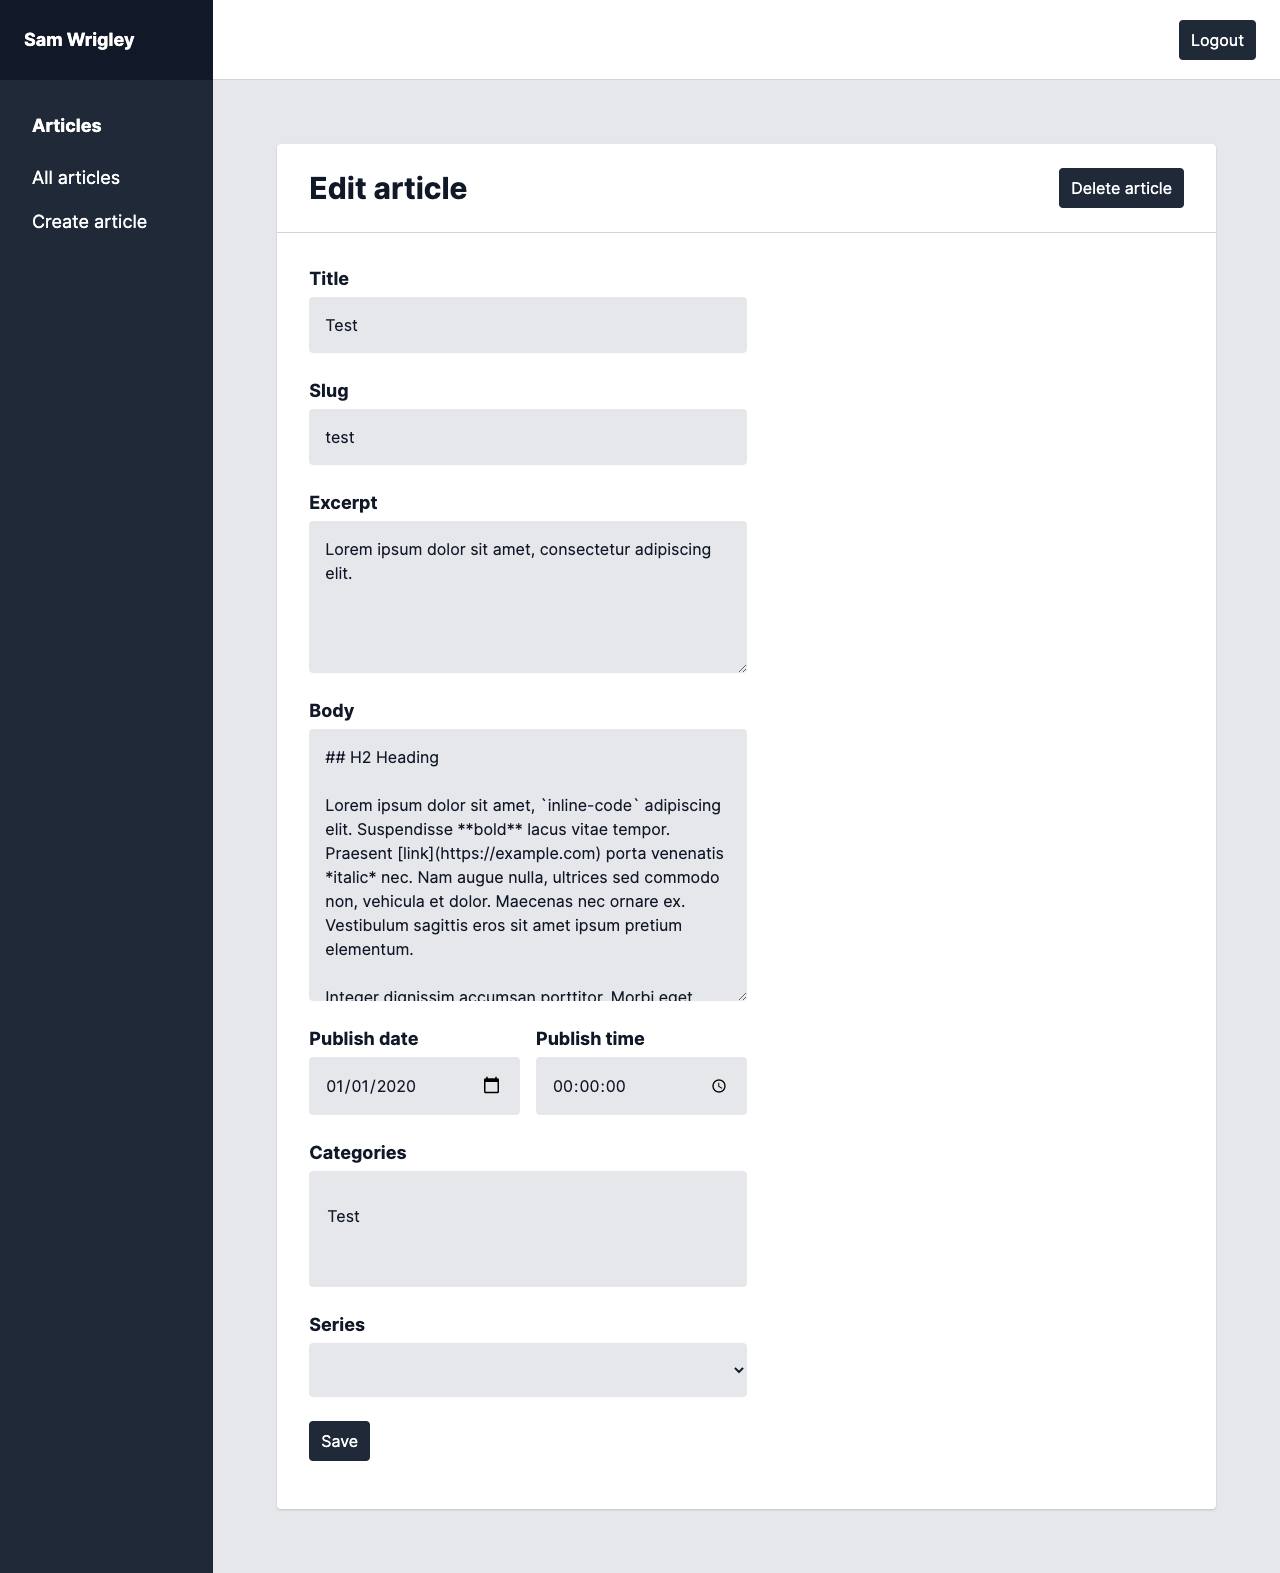 Sam Wrigley
Logout
Articles
All articles
Create article
Edit article
Delete article
Title
Test
Slug
test
Excerpt
Lorem ipsum dolor sit amet, consectetur adipiscing
elit.
Body
## H2 Heading
Lorem ipsum dolor sit amet, `inline-code` adipiscing
elit. Suspendisse **bold** lacus vitae tempor.
Praesent [link](https://example.com) porta venenatis
*italic* nec. Nam augue nulla, ultrices sed commodo
non, vehicula et dolor. Maecenas nec ornare ex.
Vestibulum sagittis eros sit amet ipsum pretium
elementum.
Integer dignissim accumsan porttitor. Morbi eget
Publish date
Publish time
01/01/2020
00:00:00
Categories
Test
Series
Save